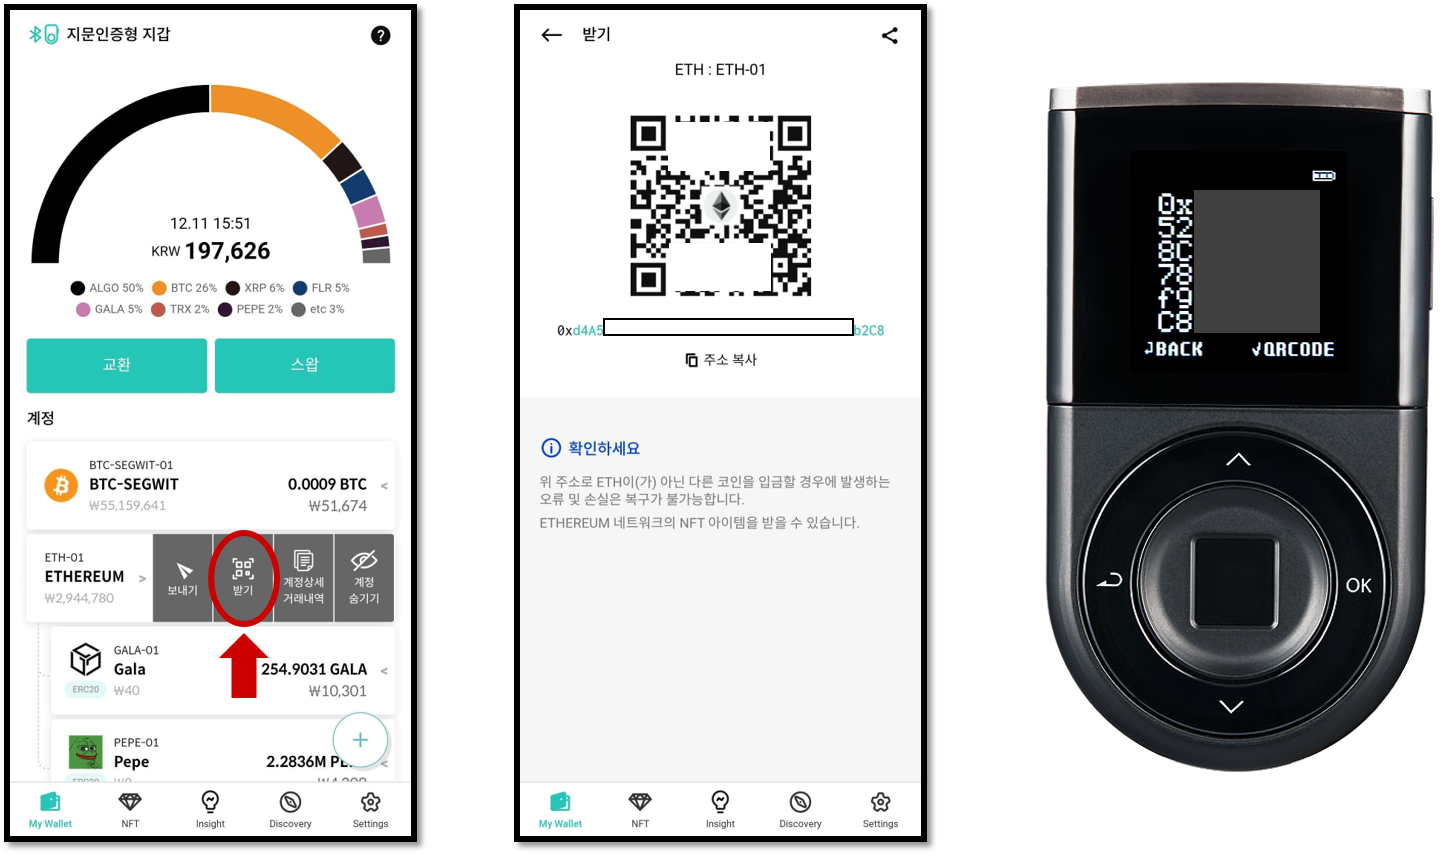 지문인증형 지갑
?
12.11 15:51
KRW 197,626
ALGO 50% BTC 26% XRP 6% FLR 5%
GALA 5% TRX 2% PEPE 2% etc 3%
교환 스왑
계정
BTC-SEGWIT-01
BTC-SEGWIT 0.0009 BTC <
₩55,159,641 ₩51,674
ETH-01
ETHEREUM >
₩2,944,780
보내기
받기
계정상세
거래내역
계정
숨기기
GALA-01
Gala 254.9031 GALA <
ERC20 ₩40 ₩10,301
PEPE-01
Pepe 2.2836M PE... <
+
My Wallet NFT Insight Discovery Settings
받기
ETH : ETH-01
0xd4A5 b2C8
주소 복사
확인하세요
위 주소로 ETH이(가) 아닌 다른 코인을 입금할 경우에 발생하는
오류 및 손실은 복구가 불가능합니다.
ETHEREUM 네트워크의 NFT 아이템을 받을 수 있습니다.
My Wallet NFT Insight Discovery Settings
0x
52
8C
78
f9
C8
BACK √QRCODE
OK